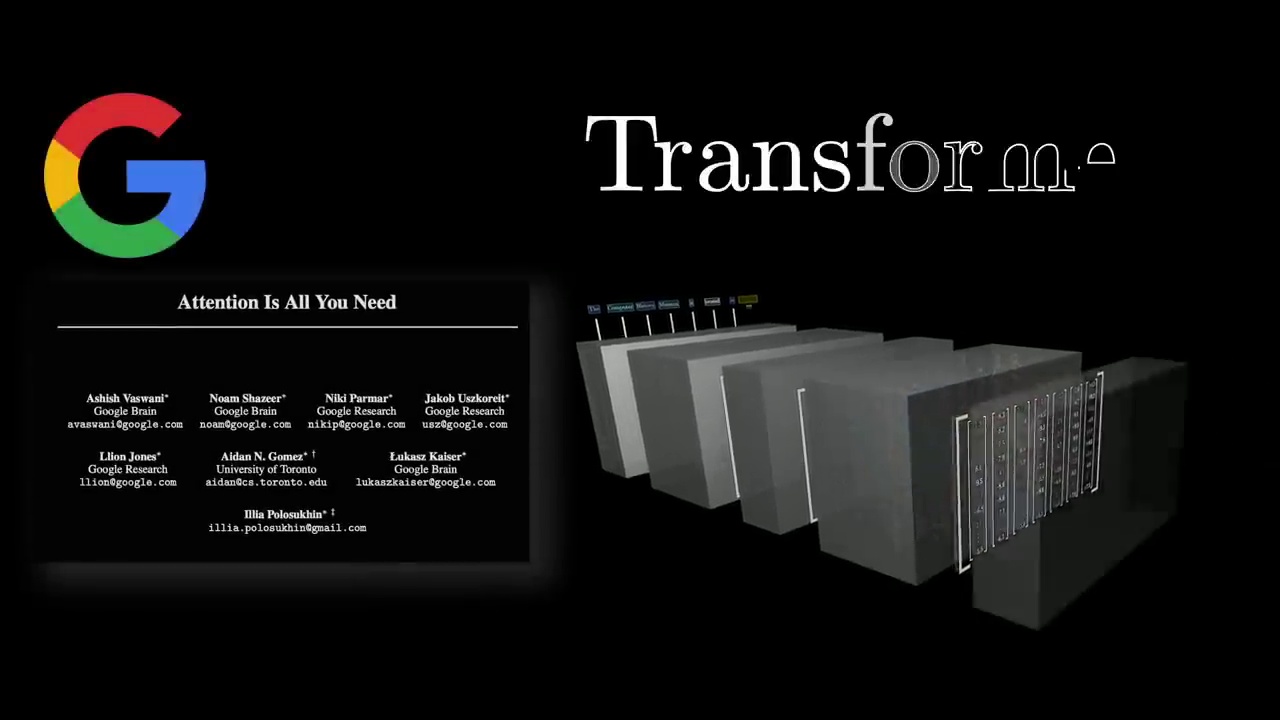 Transforme
Attention Is All You Need
Ashish Vaswani* Noam Shazeer* Niki Parmar* Jakob Uszkoreit*
Google Brain Google Brain Google Research Google Research
avaswani@google.com noam@google.com nikip@google.com usz@google.com
Llion Jones* Aidan N. Gomez* † Łukasz Kaiser*
Google Research University of Toronto Google Brain
llion@google.com aidan@cs.toronto.edu lukaszkaiser@google.com
Illia Polosukhin* ‡
illia.polosukhin@gmail.com